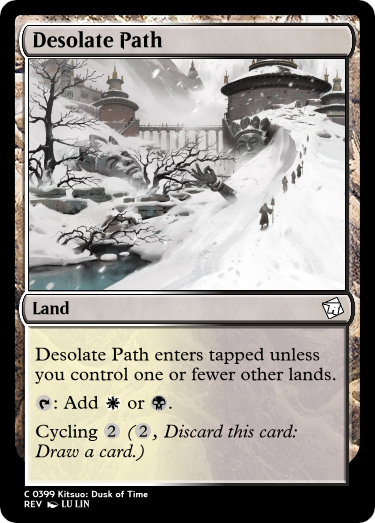 Desolate Path
Land
Desolate Path enters tapped unless
you control one or fewer other lands.
: Add or .
Cycling 2 (2, Discard this card:
Draw a card.)
C 0399 Kitsuo: Dusk of Time
REV LU LIN